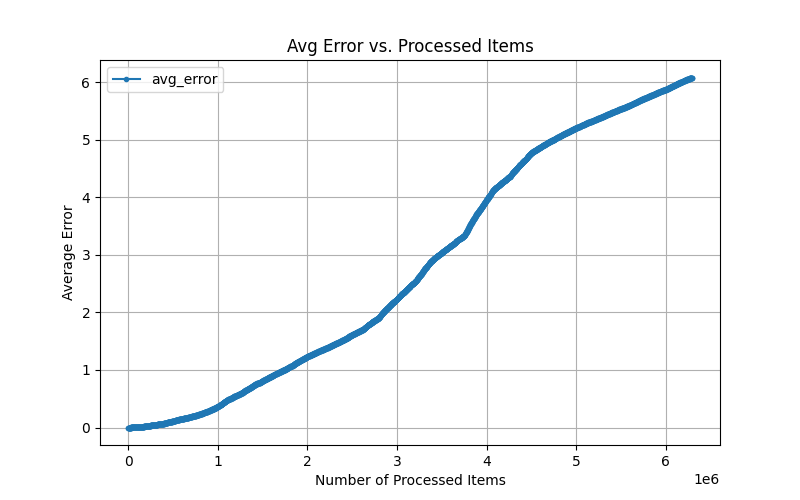 Avg Error vs. Processed Items
avg_error
Average Error
6
5
4
3
2
1
0
0 1 2 3 4 5 6
1e6
Number of Processed Items